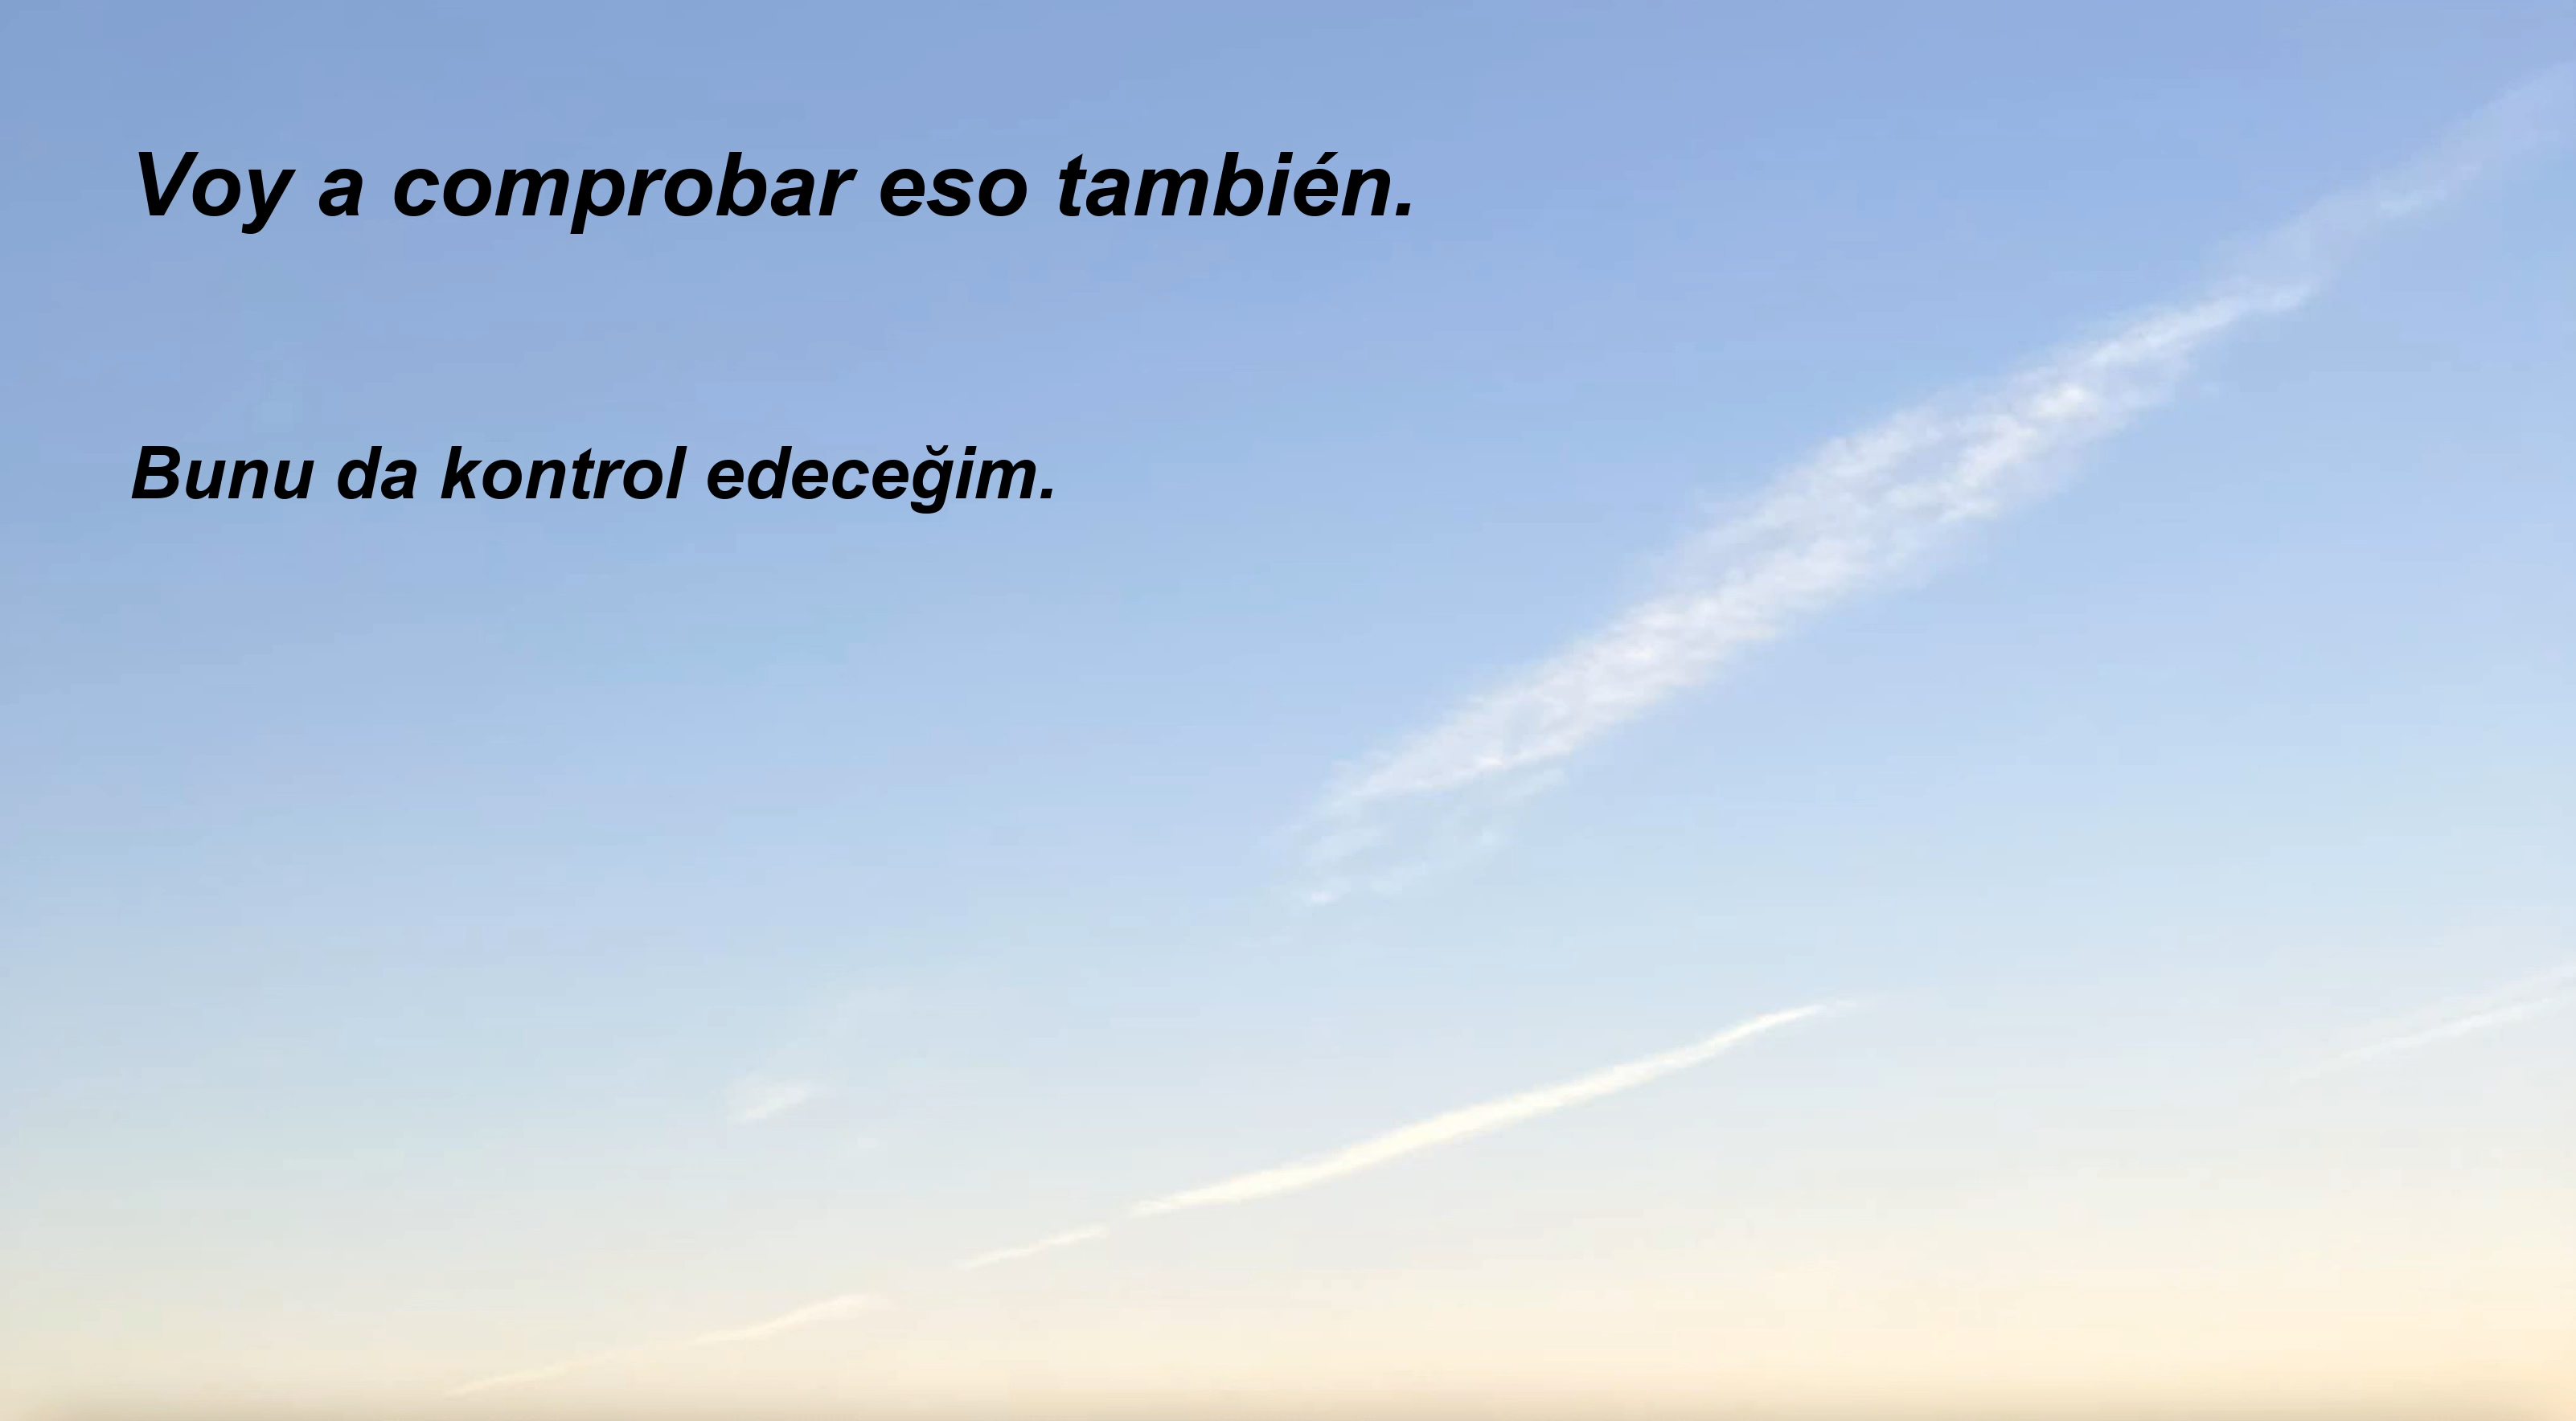 Voy a comprobar eso también.
Bunu da kontrol edeceğim.